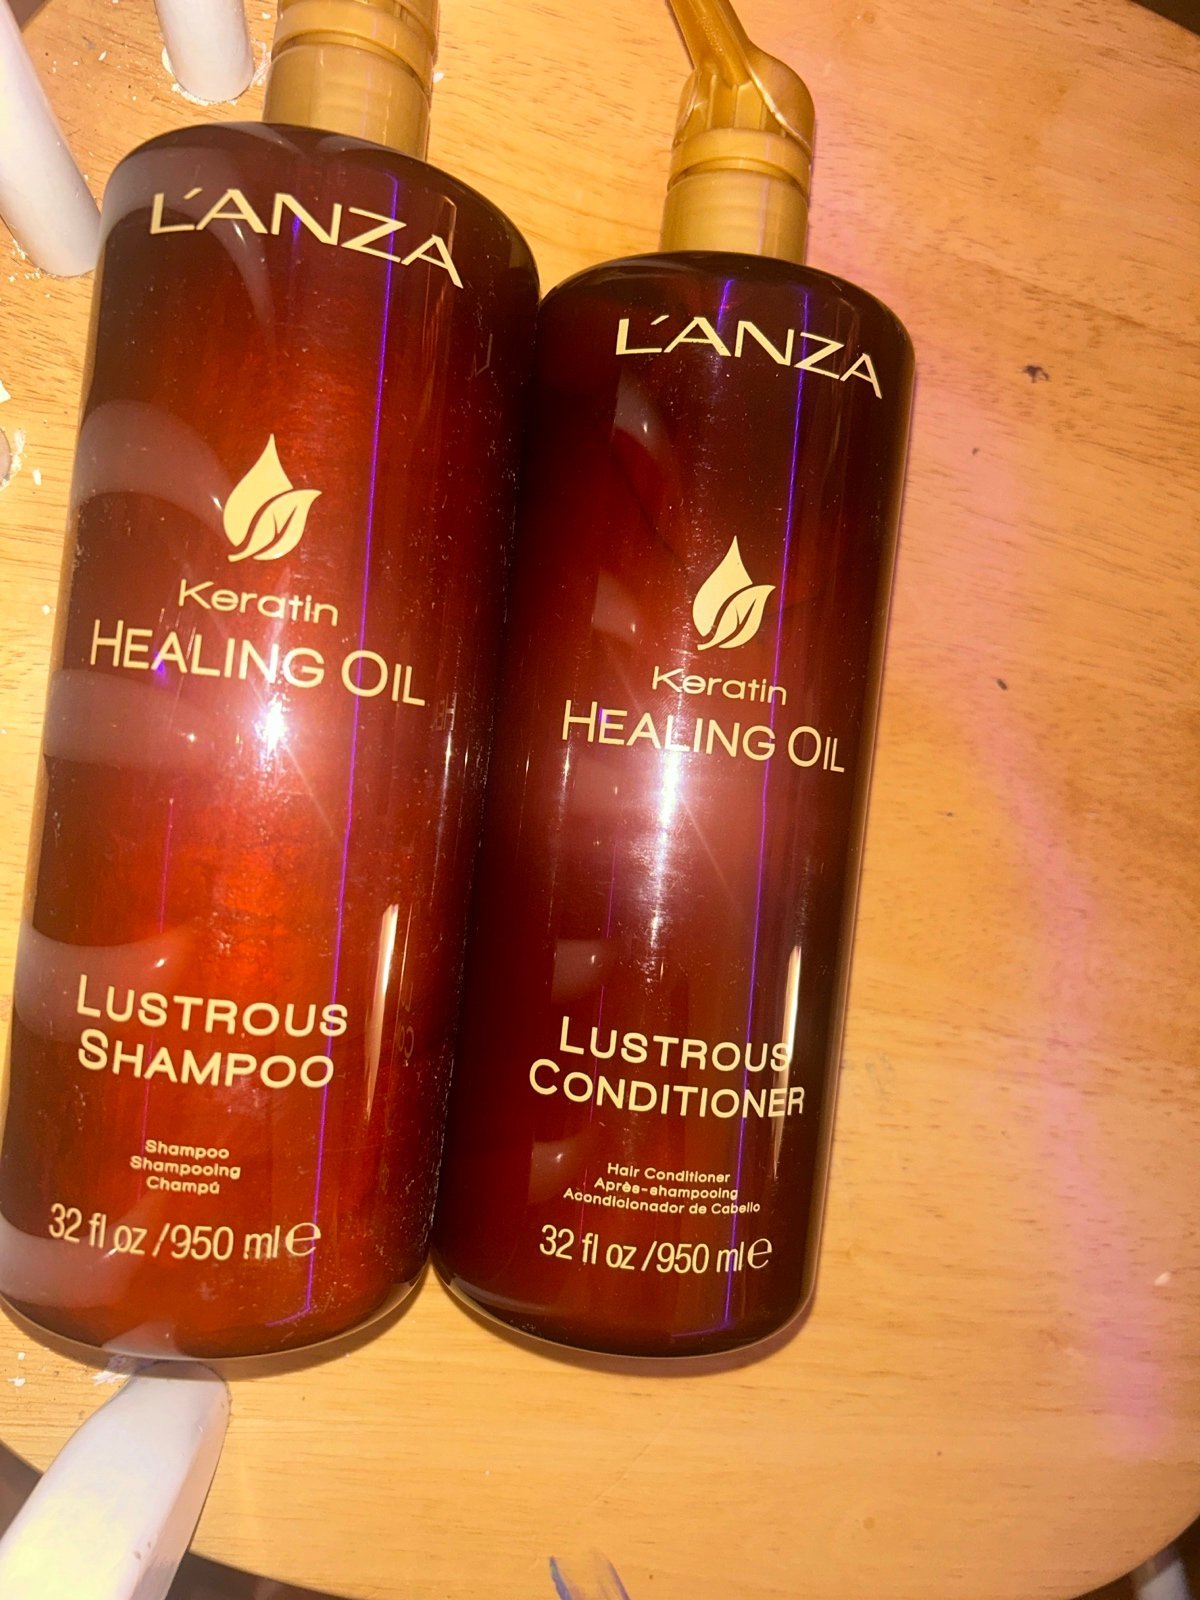 L'ANZA
Keratin
HEALING OIL
LUSTROUS
SHAMPOO
Shampoo
Shampooing
Champú
32 fl oz / 950 ml ℮
L'ANZA
Keratin
HEALING OIL
LUSTROUS
CONDITIONER
Hair Conditioner
Après-shampooing
Acondicionador de Cabello
32 fl oz / 950 ml ℮